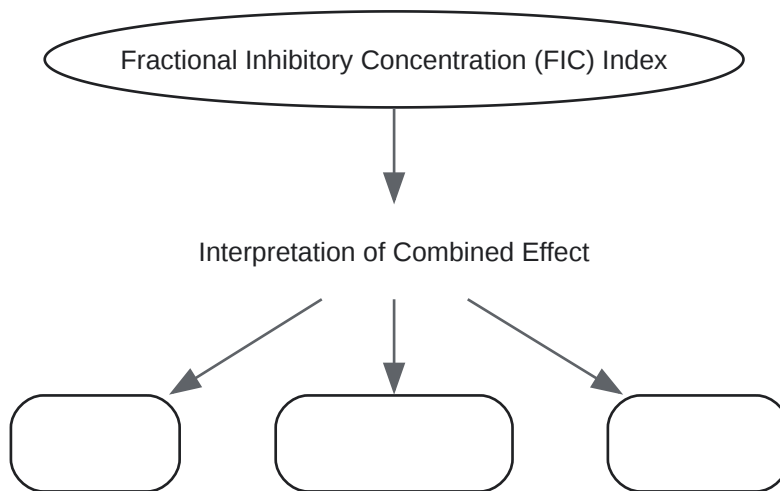 Fractional Inhibitory Concentration (FIC) Index
Interpretation of Combined Effect